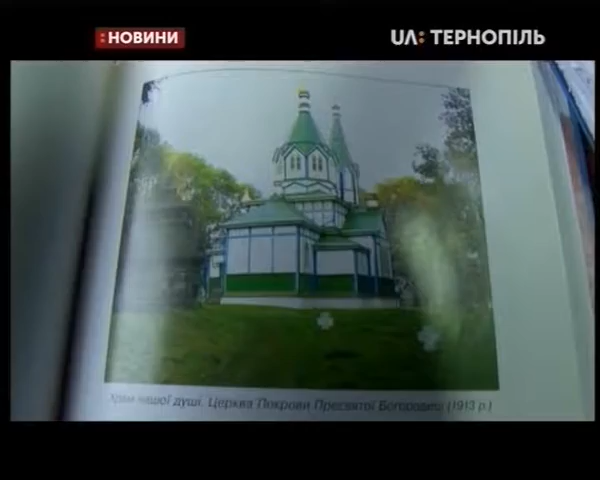 :НОВИНИ
UA: ТЕРНОПІЛЬ
Храм нашої душі. Церква Покрови Пресвятої Богородиці (1913 р.)